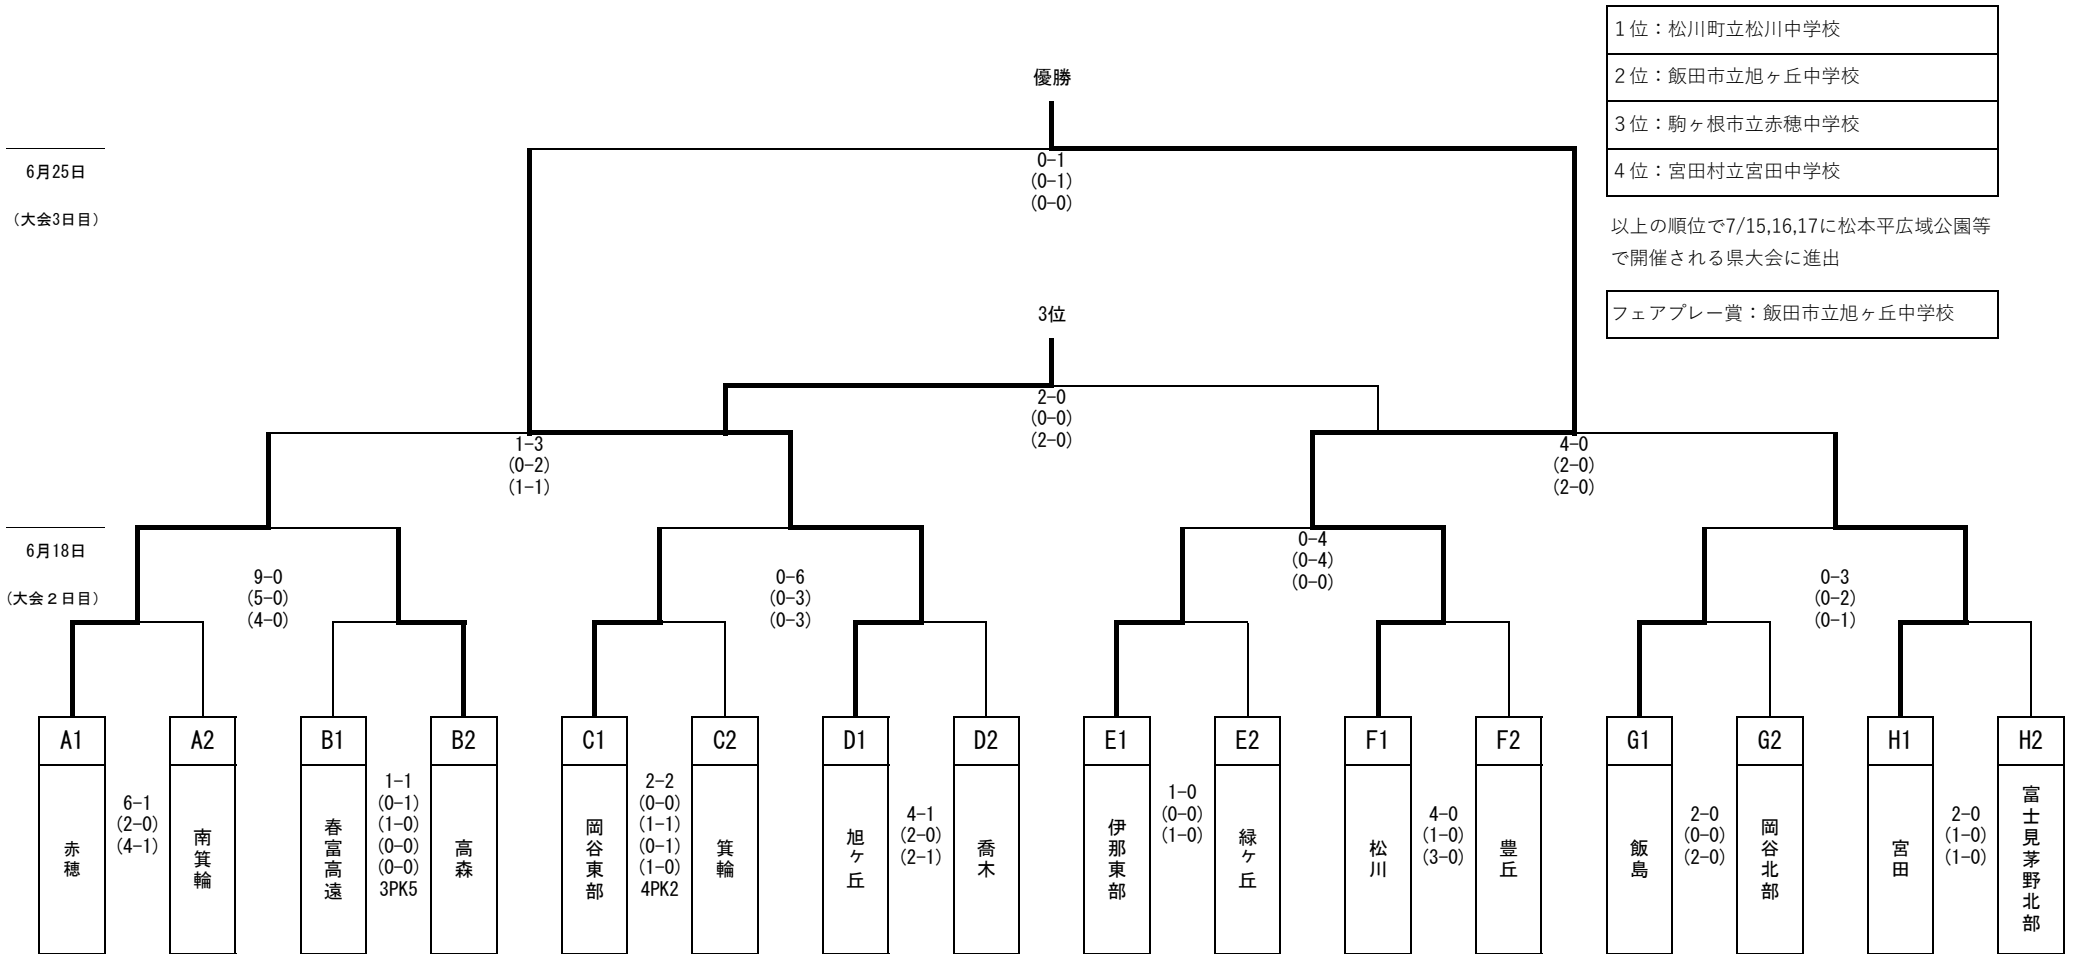 1位：松川町立松川中学校
2位：飯田市立旭ヶ丘中学校
3位：駒ヶ根市立赤穂中学校
4位：宮田村立宮田中学校
以上の順位で7/15,16,17に松本平広域公園等
で開催される県大会に進出
フェアプレー賞：飯田市立旭ヶ丘中学校
優勝
6月25日
（大会3日目）
0-1
(0-1)
(0-0)
3位
2-0
(0-0)
(2-0)
1-3
(0-2)
(1-1)
4-0
(2-0)
(2-0)
6月18日
（大会２日目）
9-0
(5-0)
(4-0)
0-6
(0-3)
(0-3)
0-4
(0-4)
(0-0)
0-3
(0-2)
(0-1)
A1
A2
B1
B2
C1
C2
D1
D2
E1
E2
F1
F2
G1
G2
H1
H2
赤穂
6-1
(2-0)
(4-1)
南箕輪
春富高遠
1-1
(0-1)
(1-0)
(0-0)
(0-0)
3PK5
高森
岡谷東部
2-2
(0-0)
(1-1)
(0-1)
(1-0)
4PK2
箕輪
旭ヶ丘
4-1
(2-0)
(2-1)
喬木
伊那東部
1-0
(0-0)
(1-0)
緑ヶ丘
松川
4-0
(1-0)
(3-0)
豊丘
飯島
2-0
(0-0)
(2-0)
岡谷北部
宮田
2-0
(1-0)
(1-0)
富士見茅野北部